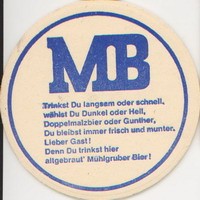 MB
Trinkst Du langsam oder schnell,
wählst Du Dunkel oder Hell,
Doppelmalzbier oder Gunther,
Du bleibst immer frisch und munter.
Lieber Gast!
Denn Du trinkst hier
altgebraut' Mühlgruber Bier!